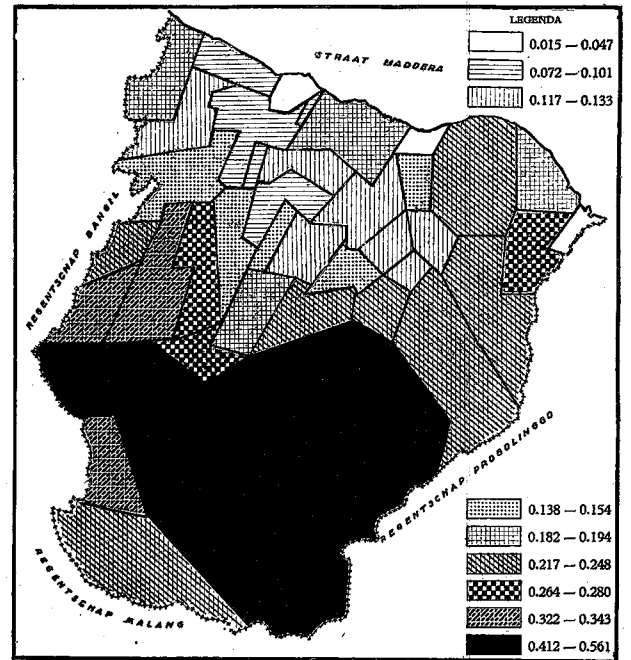 LEGENDA
0.015 — 0.047
0.072 — 0.101
0.117 — 0.133
STRAAT MADOERA
REGENTSCHAP BANGIL
REGENTSCHAP PROBOLINGGO
REGENTSCHAP MALANG
0.138 — 0.154
0.182 — 0.194
0.217 — 0.248
0.264 — 0.280
0.322 — 0.343
0.412 — 0.561